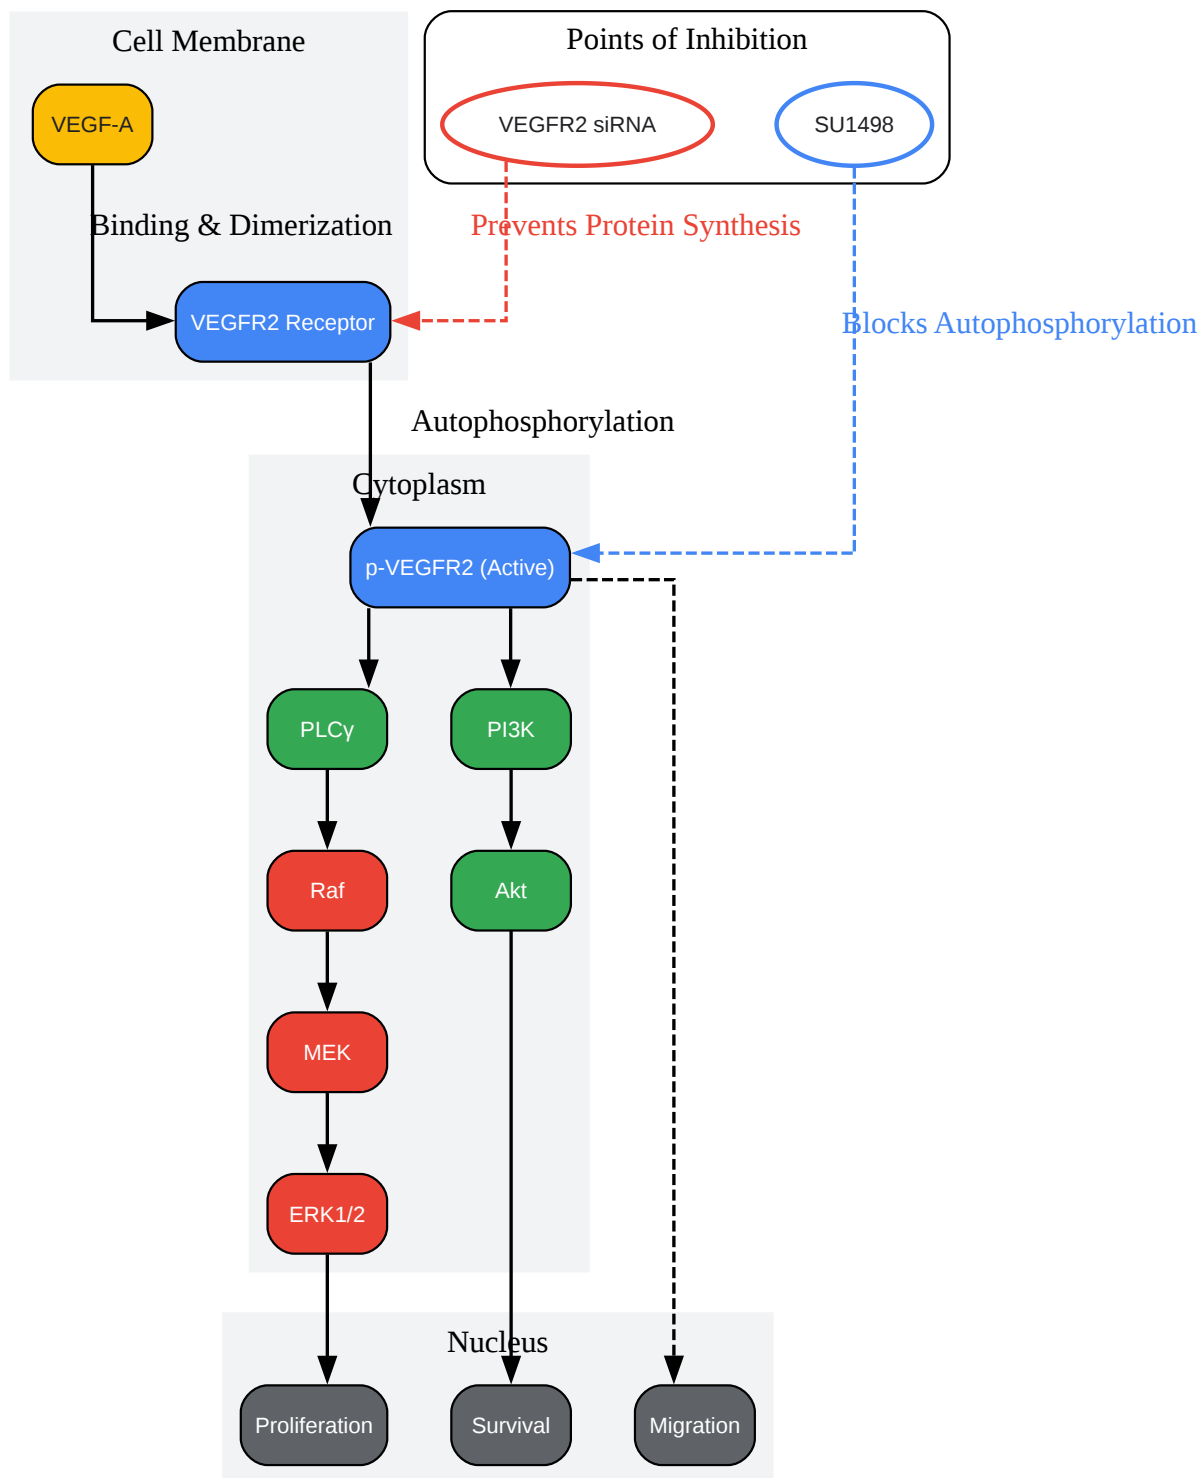 Cell Membrane
Points of Inhibition
VEGF-A
VEGFR2 siRNA
SU1498
Binding & Dimerization
Prevents Protein Synthesis
VEGFR2 Receptor
Blocks Autophosphorylation
Autophosphorylation
Cytoplasm
p-VEGFR2 (Active)
PLCγ
PI3K
Raf
Akt
MEK
ERK1/2
Nucleus
Proliferation
Survival
Migration